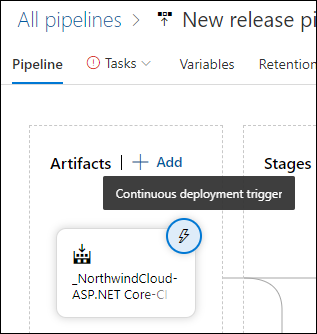 All pipelines > New release pi
Pipeline Tasks Variables Retention
Artifacts | + Add Stages
Continuous deployment trigger
_NorthwindCloud-
ASP.NET Core-CI